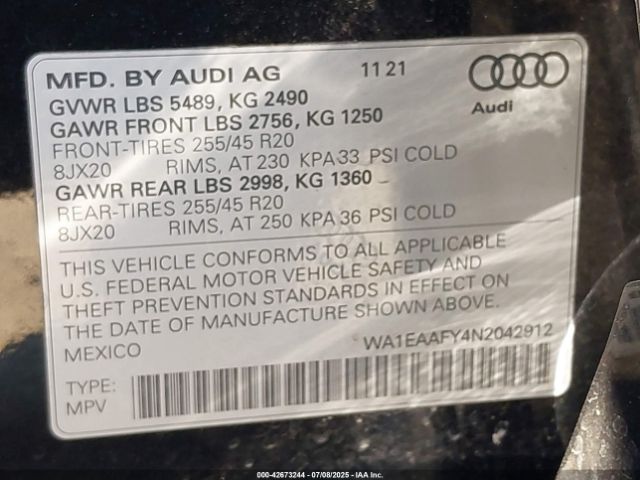 MFD. BY AUDI AG 11 21
GVWR LBS 5489, KG 2490
GAWR FRONT LBS 2756, KG 1250
FRONT-TIRES 255/45 R20
8JX20 RIMS, AT 230 KPA 33 PSI COLD
GAWR REAR LBS 2998, KG 1360
REAR-TIRES 255/45 R20
8JX20 RIMS, AT 250 KPA 36 PSI COLD
Audi
THIS VEHICLE CONFORMS TO ALL APPLICABLE
U.S. FEDERAL MOTOR VEHICLE SAFETY AND
THEFT PREVENTION STANDARDS IN EFFECT ON
THE DATE OF MANUFACTURE SHOWN ABOVE.
MEXICO WA1EAAFY4N2042912
TYPE:
MPV
000-42673244 - 07/08/2025 - IAA Inc.